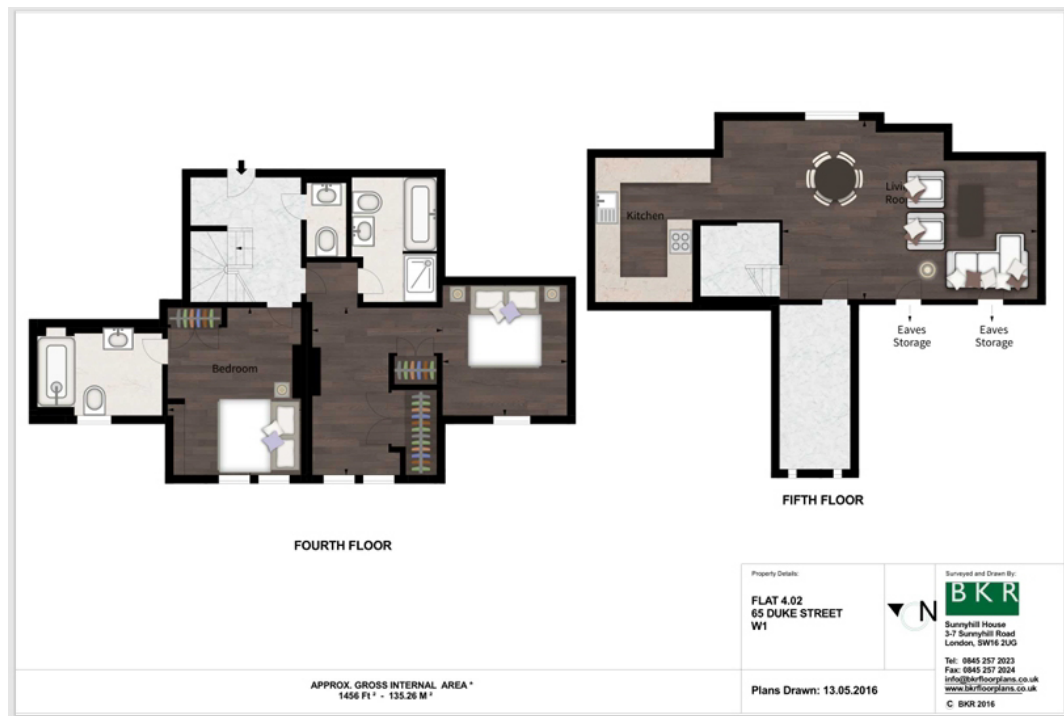 Kitchen
Living
Room
Bedroom
Eaves
Storage
Eaves
Storage
FIFTH FLOOR
FOURTH FLOOR
Property Details:
FLAT 4.02
65 DUKE STREET
W1
N
Surveyed and Drawn By:
BKR
Sunnyhill House
3-7 Sunnyhill Road
London, SW16 2UG
Tel: 0845 257 2023
Fax: 0845 257 2024
info@bkrfloorplans.co.uk
www.bkrfloorplans.co.uk
C BKR 2016
APPROX. GROSS INTERNAL AREA *
1456 Ft ² - 135.26 M ²
Plans Drawn: 13.05.2016